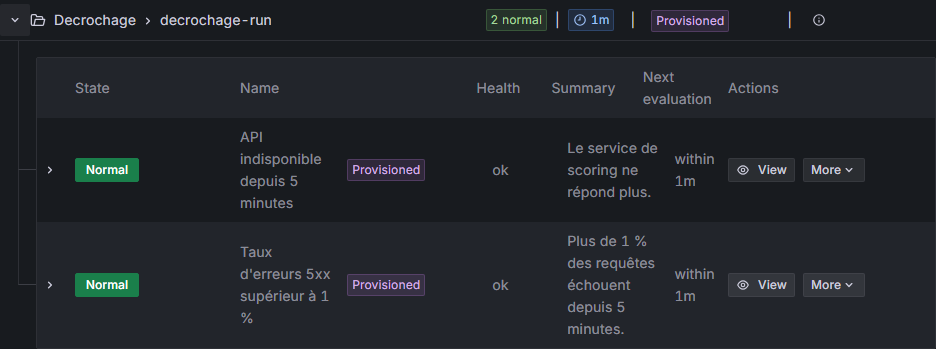 Decrochage > decrochage-run 2 normal | 1m | Provisioned |
State Name Health Summary Next evaluation Actions
Normal
API
indisponible
depuis 5
minutes
Provisioned
ok
Le service de
scoring ne
répond plus.
within
1m
View
More
Normal
Taux
d'erreurs 5xx
supérieur à 1
%
Provisioned
ok
Plus de 1 %
des requêtes
échouent
depuis 5
minutes.
within
1m
View
More